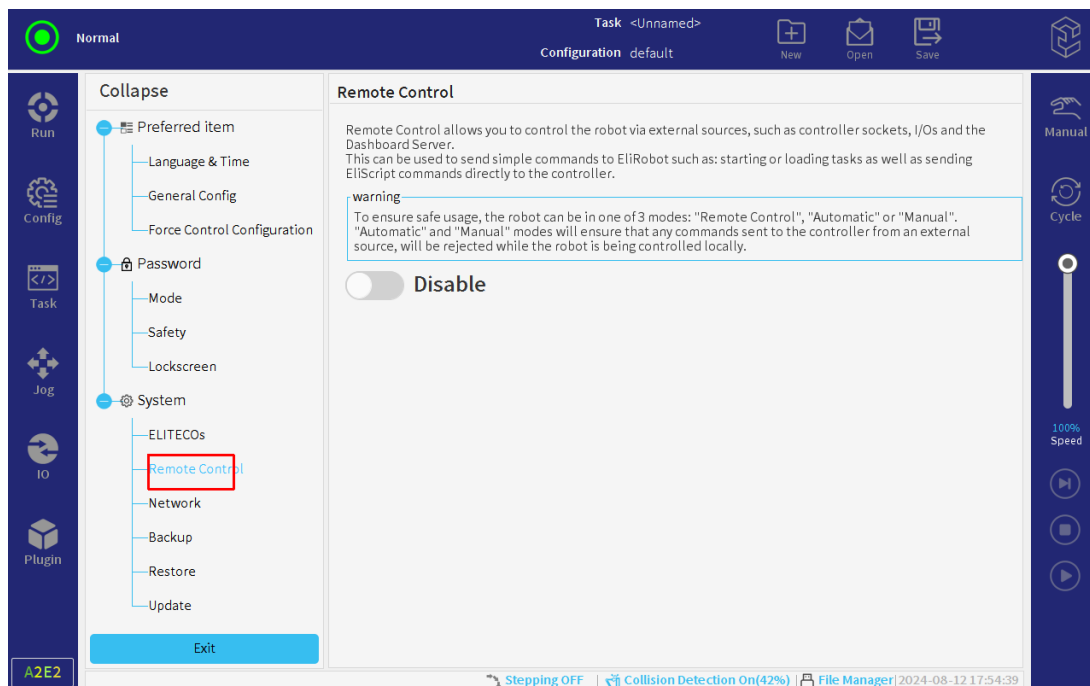 Normal
Task <Unnamed>
Configuration default
New
Open
Save
Run
Config
Task
Jog
IO
Plugin
A2E2
Collapse
Preferred item
Language & Time
General Config
Force Control Configuration
Password
Mode
Safety
Lockscreen
System
ELITECOs
Remote Control
Network
Backup
Restore
Update
Exit
Remote Control
Remote Control allows you to control the robot via external sources, such as controller sockets, I/Os and the
Dashboard Server.
This can be used to send simple commands to EliRobot such as: starting or loading tasks as well as sending
EliScript commands directly to the controller.
warning
To ensure safe usage, the robot can be in one of 3 modes: "Remote Control", "Automatic" or "Manual".
"Automatic" and "Manual" modes will ensure that any commands sent to the controller from an external
source, will be rejected while the robot is being controlled locally.
Disable
Manual
Cycle
100%
Speed
Stepping OFF | Collision Detection On(42%) | File Manager | 2024-08-12 17:54:39